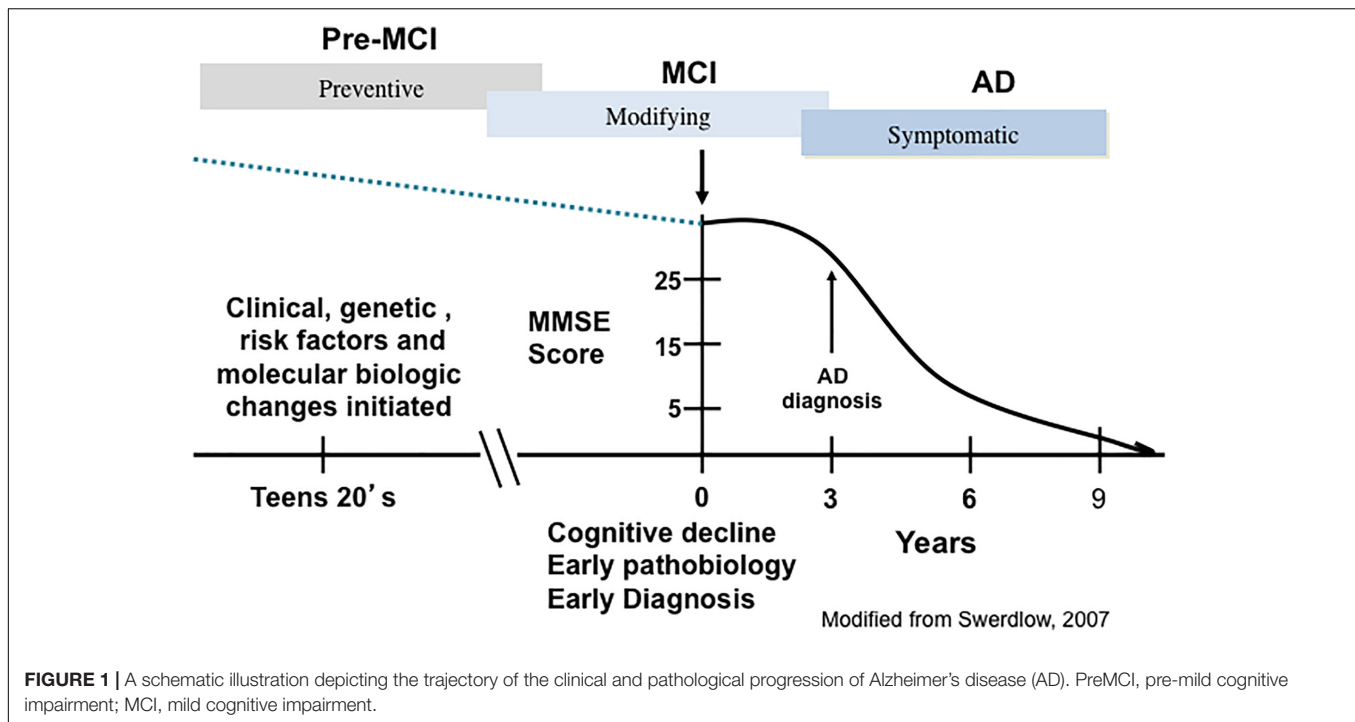 Pre-MCI
Preventive
MCI
Modifying
AD
Symptomatic
Clinical, genetic ,
risk factors and
molecular biologic
changes initiated
MMSE
Score
25
15
5
AD
diagnosis
Teens 20's
0
3
6
9
Years
Cognitive decline
Early pathobiology
Early Diagnosis
Modified from Swerdlow, 2007
FIGURE 1 | A schematic illustration depicting the trajectory of the clinical and pathological progression of Alzheimer's disease (AD). PreMCI, pre-mild cognitive
impairment; MCI, mild cognitive impairment.